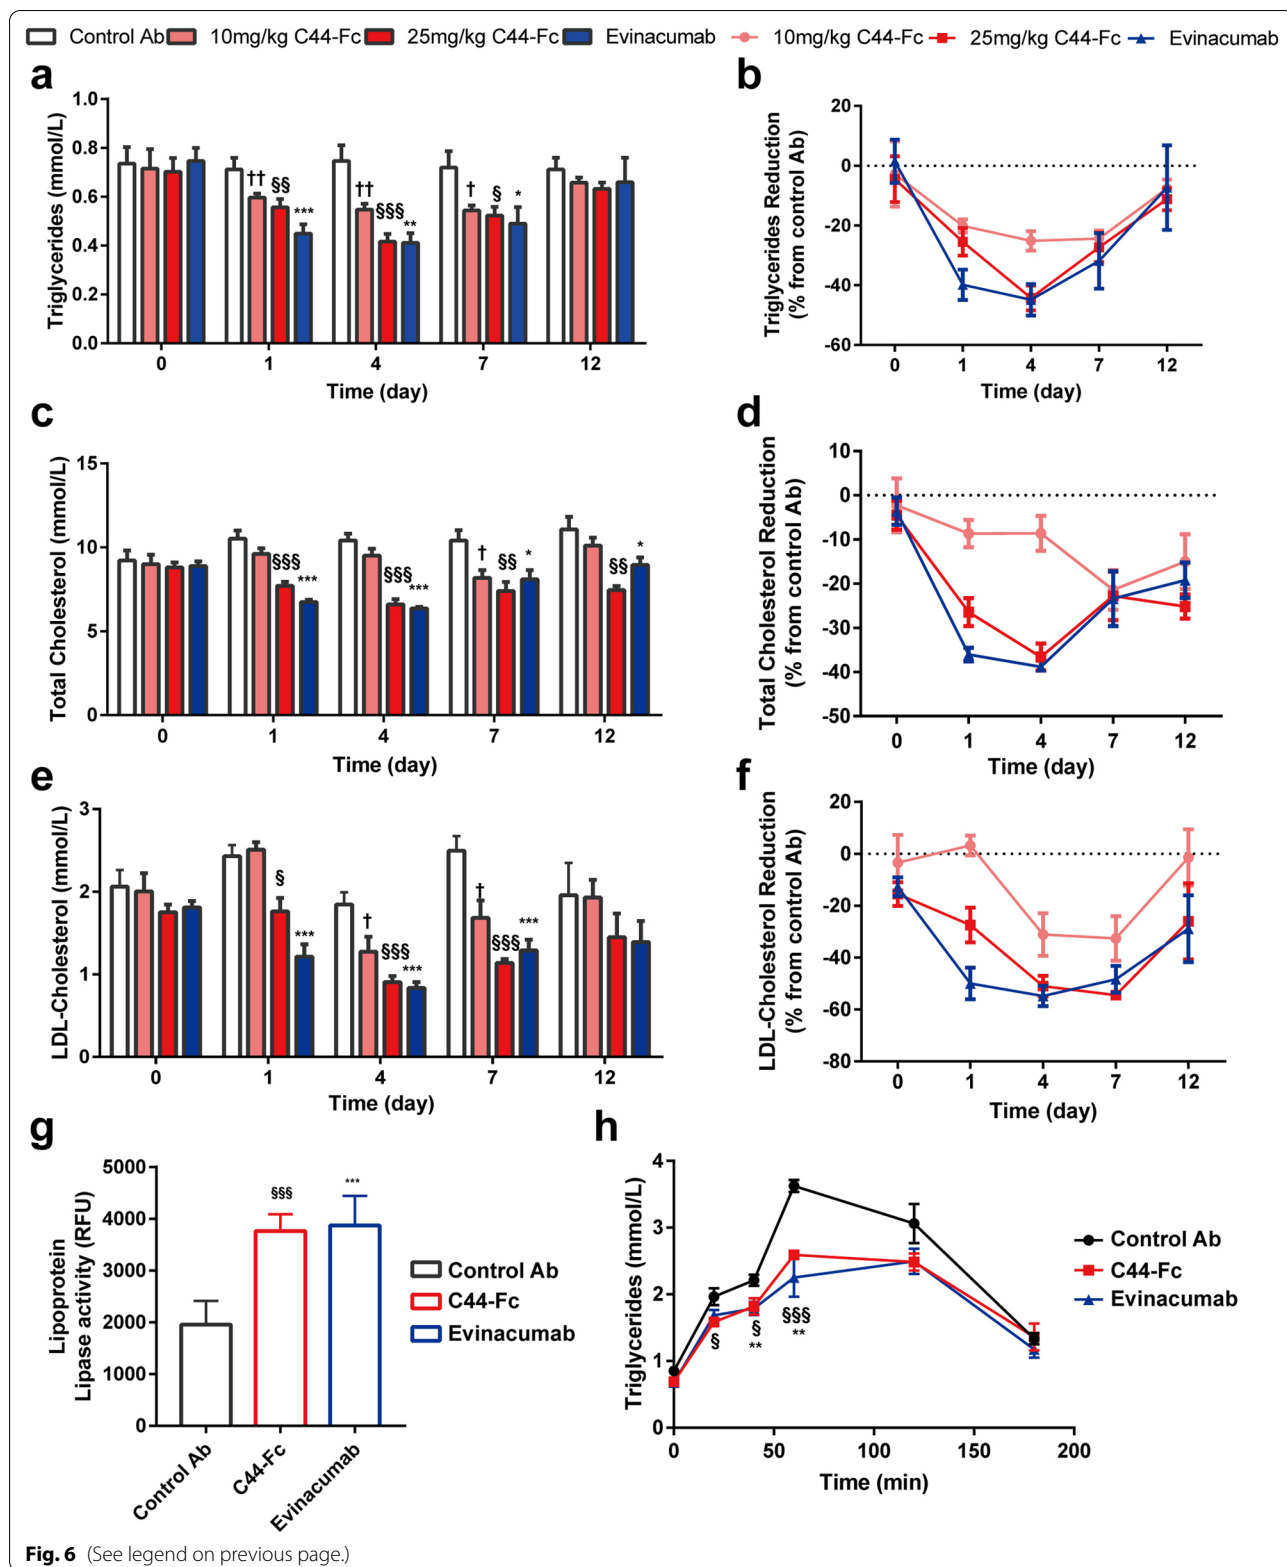 Control Ab 10mg/kg C44-Fc 25mg/kg C44-Fc Evinacumab 10mg/kg C44-Fc 25mg/kg C44-Fc Evinacumab
a
Triglycerides (mmol/L)
1.0
0.8
0.6
0.4
0.2
0.0
†† §§ ***
†† §§§ **
† § *
0 1 4 7 12
Time (day)
b
Triglycerides Reduction
(% from control Ab)
20
0
-20
-40
-60
0 1 4 7 12
Time (day)
c
Total Cholesterol (mmol/L)
15
10
5
0
§§§ ***
§§§ ***
† §§ *
§§ *
0 1 4 7 12
Time (day)
d
Total Cholesterol Reduction
(% from control Ab)
10
0
-10
-20
-30
-40
-50
0 1 4 7 12
Time (day)
e
LDL-Cholesterol (mmol/L)
3
2
1
0
§ ***
† §§§ ***
† §§§ ***
0 1 4 7 12
Time (day)
f
LDL-Cholesterol Reduction
(% from control Ab)
20
0
-20
-40
-60
-80
0 1 4 7 12
Time (day)
g
Lipoprotein
Lipase activity (RFU)
5000
4000
3000
2000
1000
0
§§§ ***
Control Ab
C44-Fc
Evinacumab
Control Ab
C44-Fc
Evinacumab
h
Triglycerides (mmol/L)
4
3
2
1
0
§
§
**
§§§
**
0 50 100 150 200
Time (min)
Control Ab
C44-Fc
Evinacumab
Fig. 6 (See legend on previous page.)